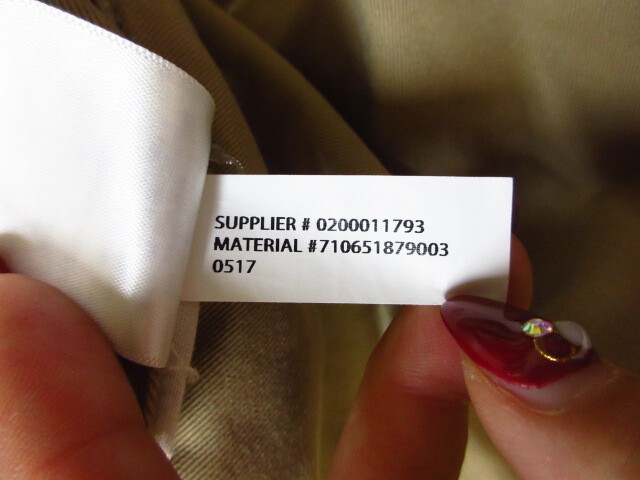 SUPPLIER # 0200011793
MATERIAL #710651879003
0517